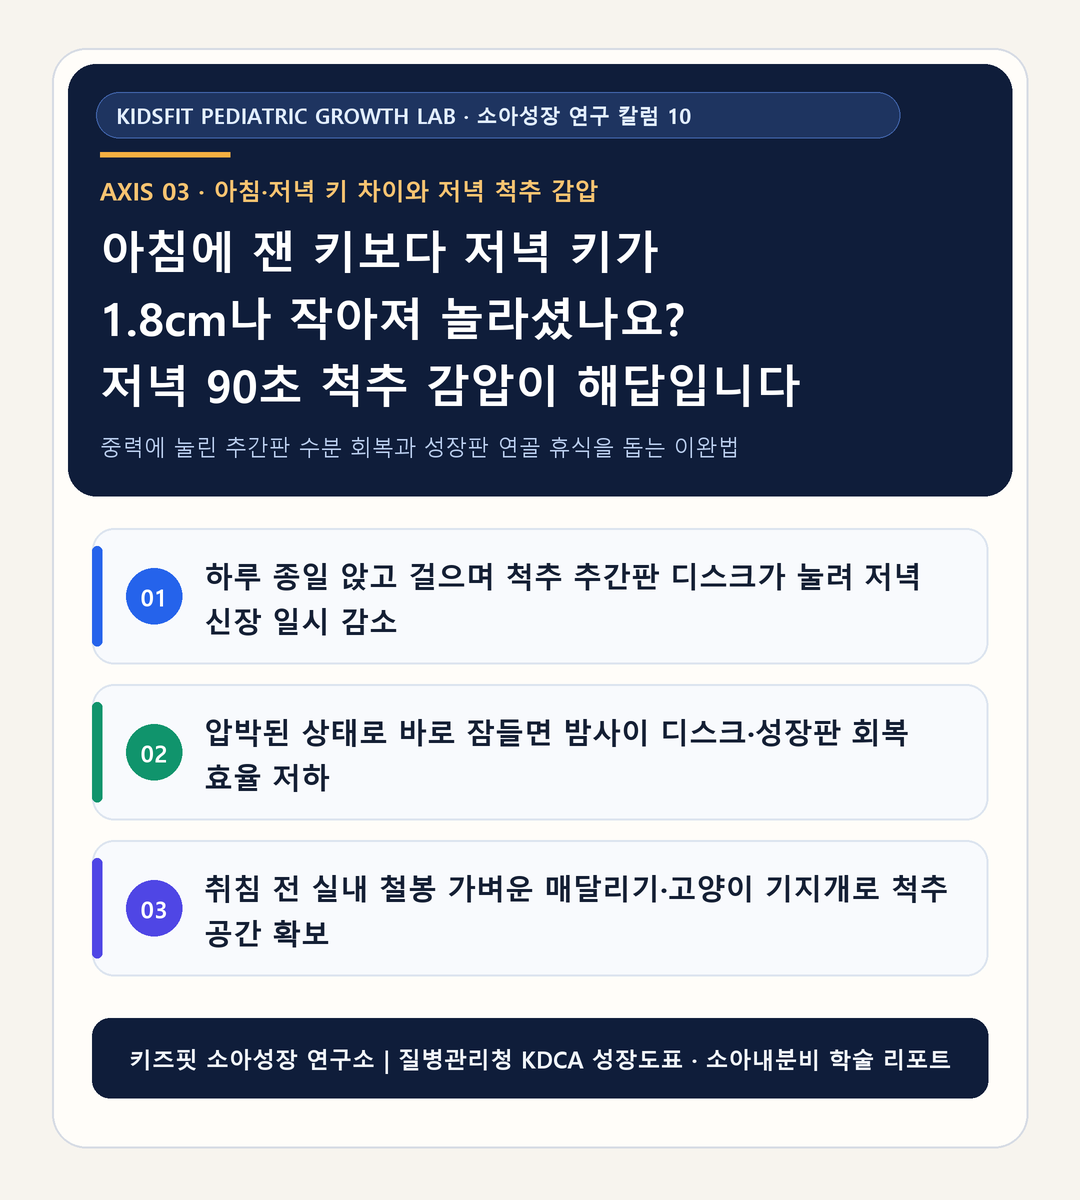 KIDSFIT PEDIATRIC GROWTH LAB · 소아성장 연구 칼럼 10
AXIS 03 · 아침·저녁 키 차이와 저녁 척추 감압
아침에 잰 키보다 저녁 키가
1.8cm나 작아져 놀라셨나요?
저녁 90초 척추 감압이 해답입니다
중력에 눌린 추간판 수분 회복과 성장판 연골 휴식을 돕는 이완법
01
하루 종일 앉고 걸으며 척추 추간판 디스크가 눌려 저녁
신장 일시 감소
02
압박된 상태로 바로 잠들면 밤사이 디스크·성장판 회복
효율 저하
03
취침 전 실내 철봉 가벼운 매달리기·고양이 기지개로 척추
공간 확보
키즈핏 소아성장 연구소 | 질병관리청 KDCA 성장도표 · 소아내분비 학술 리포트